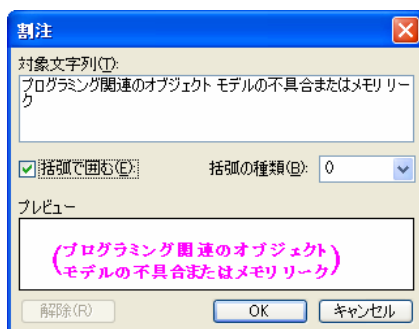 割注
対象文字列(T):
プログラミング関連のオブジェクト モデルの不具合またはメモリ リー
ク
括弧で囲む(E): 括弧の種類(B): ()
プレビュー
(プログラミング関連のオブジェクト
モデルの不具合またはメモリリーク)
解除(R) OK キャンセル